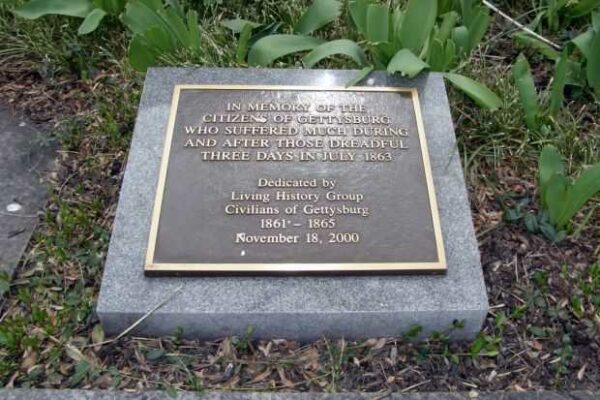 IN MEMORY OF THE
CITIZENS OF GETTYSBURG
WHO SUFFERED MUCH DURING
AND AFTER THOSE DREADFUL
THREE DAYS IN JULY 1863
Dedicated by
Living History Group
Civilians of Gettysburg
1861 – 1865
November 18, 2000